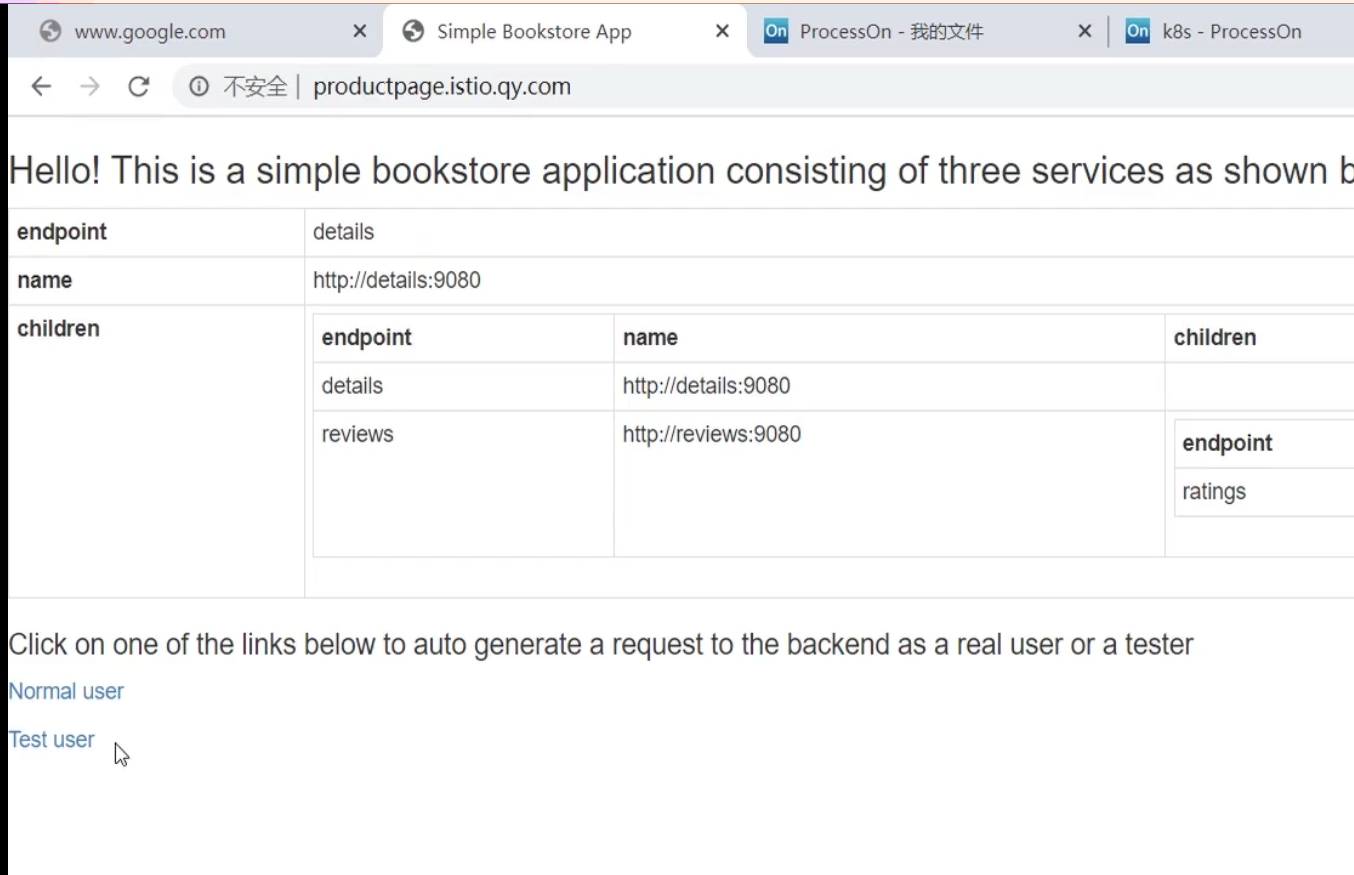 www.google.com
Simple Bookstore App
On ProcessOn - 我的文件
On k8s - ProcessOn
不安全 | productpage.istio.qy.com
Hello! This is a simple bookstore application consisting of three services as shown b
endpoint details
name http://details:9080
children
endpoint name children
details http://details:9080
reviews http://reviews:9080
endpoint
ratings
Click on one of the links below to auto generate a request to the backend as a real user or a tester
Normal user
Test user